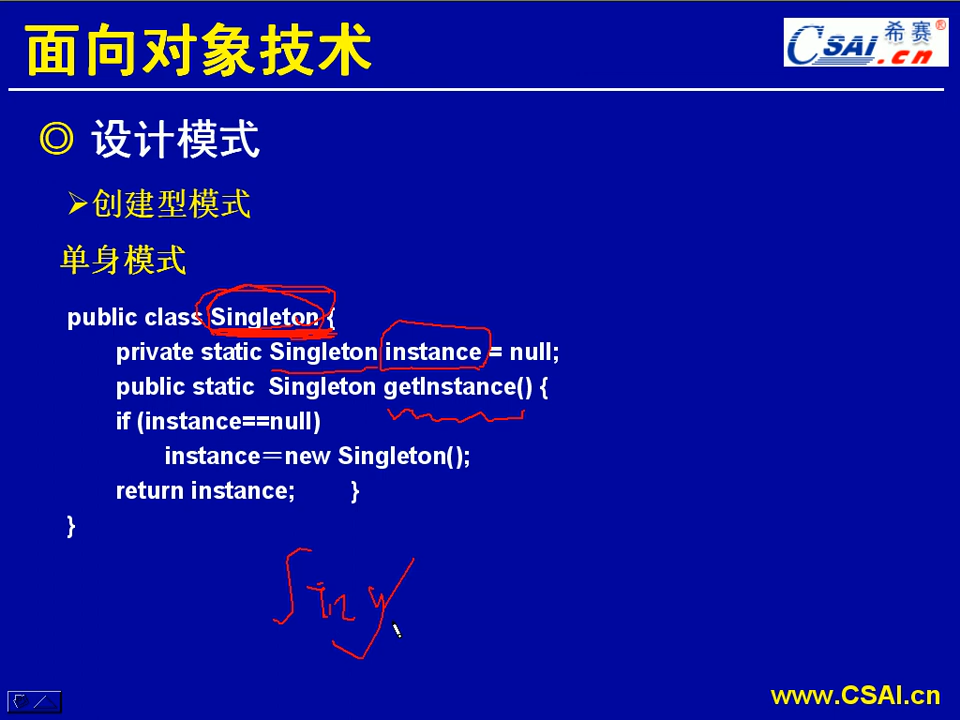 面向对象技术
CSAI 希赛® .cn
◎ 设计模式
➢创建型模式
单身模式
public class Singleton {
private static Singleton instance = null;
public static Singleton getInstance() {
if (instance==null)
instance＝new Singleton();
return instance; }
}
www.CSAI.cn